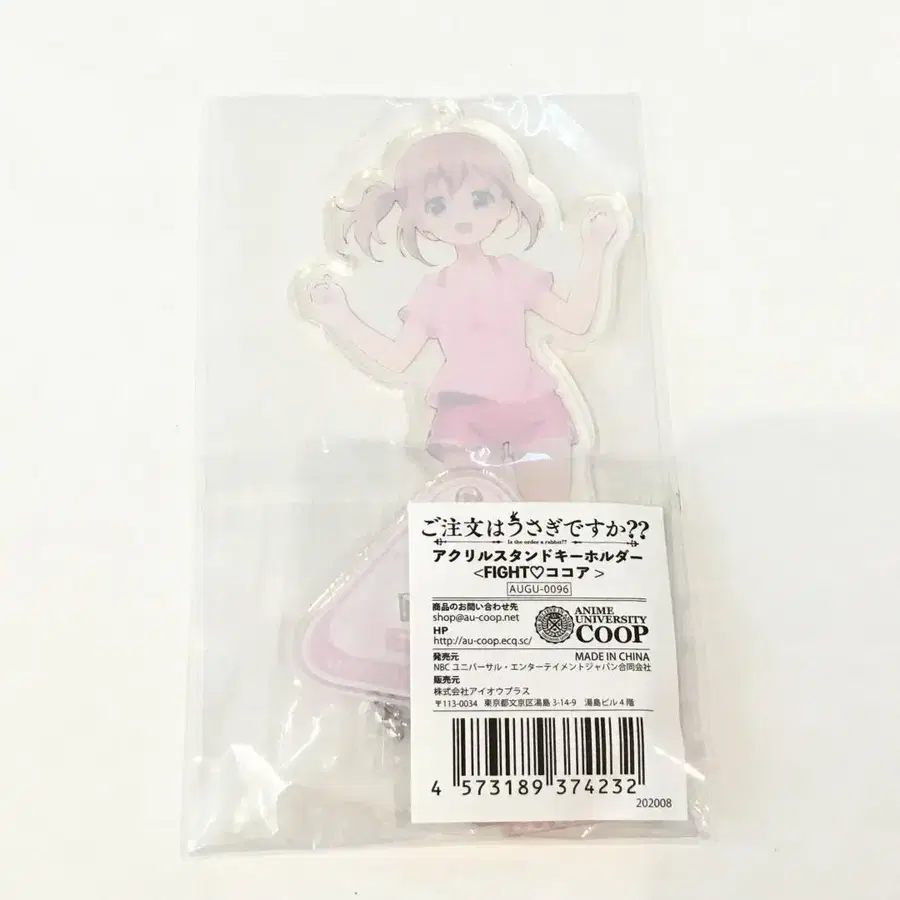 ご注文はうさぎですか??
Is the order a rabbit??
アクリルスタンドキーホルダー
<FIGHT♡ココア>
AUGU-0096
商品のお問い合わせ先
shop@au-coop.net
HP
http://au-coop.ecq.sc/
ANIME
UNIVERSITY
COOP
発売元
MADE IN CHINA
NBC ユニバーサル・エンターテイメントジャパン合同会社
販売元
株式会社アイオウプラス
〒113-0034 東京都文京区湯島 3-14-9 湯島ビル 4 階
4 573189 374232
202008